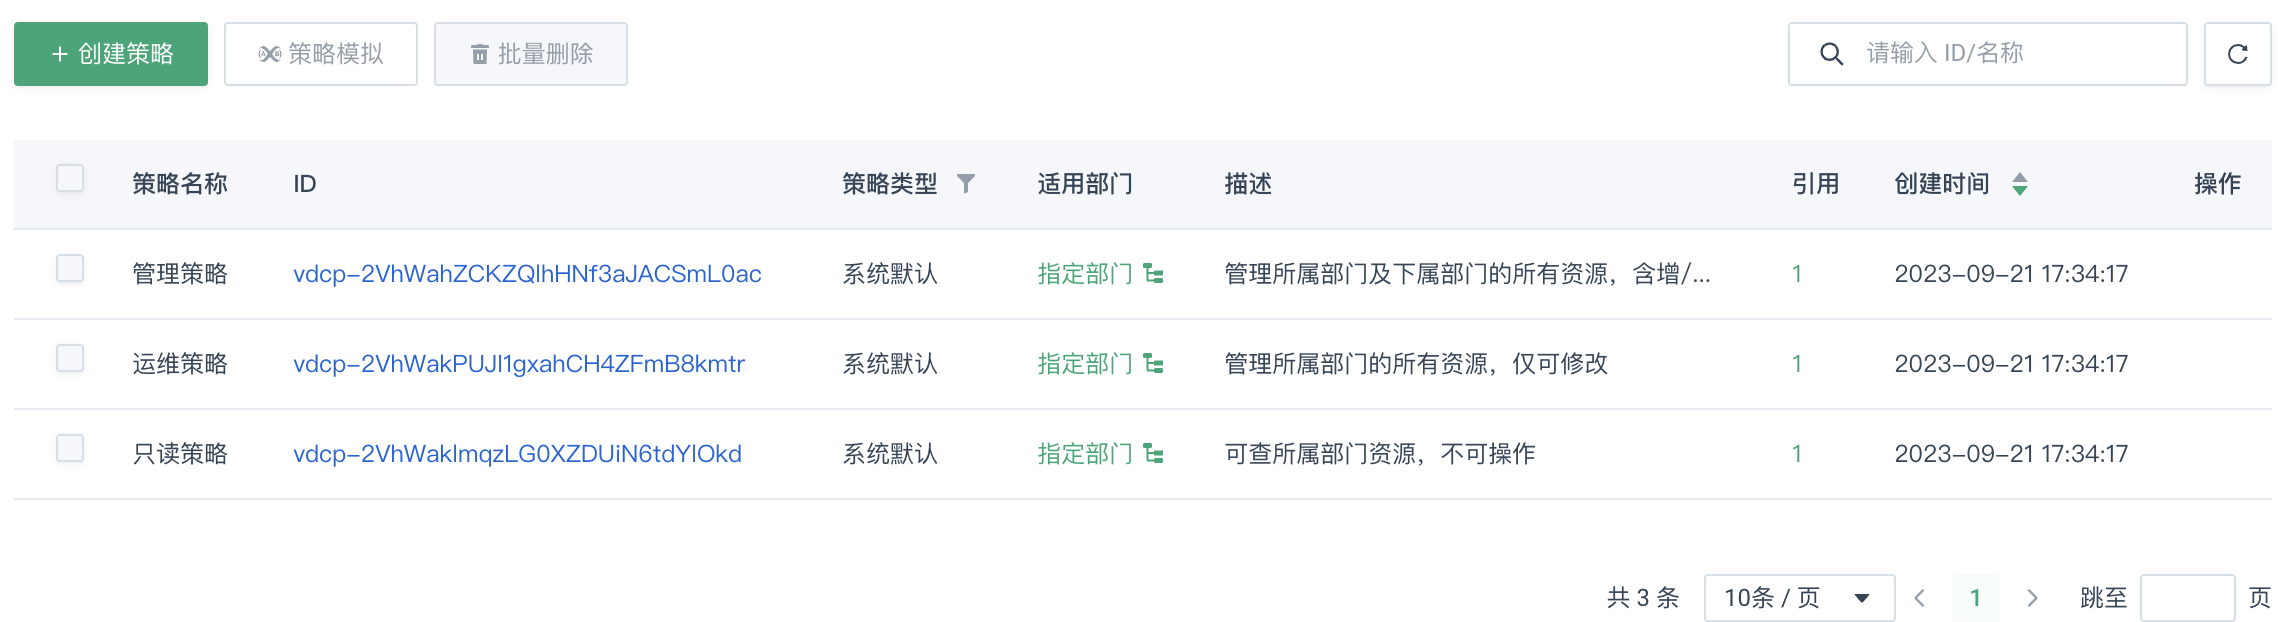 + 创建策略 策略模拟 批量删除 请输入 ID/名称
策略名称 ID 策略类型 适用部门 描述 引用 创建时间 操作
管理策略 vdcp-2VhWahZCKZQlhHNf3aJACSmL0ac 系统默认 指定部门 管理所属部门及下属部门的所有资源，含增/... 1 2023-09-21 17:34:17
运维策略 vdcp-2VhWakPUJI1gxahCH4ZFmB8kmtr 系统默认 指定部门 管理所属部门的所有资源，仅可修改 1 2023-09-21 17:34:17
只读策略 vdcp-2VhWaklmqzLG0XZDUiN6tdYlOkd 系统默认 指定部门 可查所属部门资源，不可操作 1 2023-09-21 17:34:17
共 3 条 10条 / 页 1 跳至 页